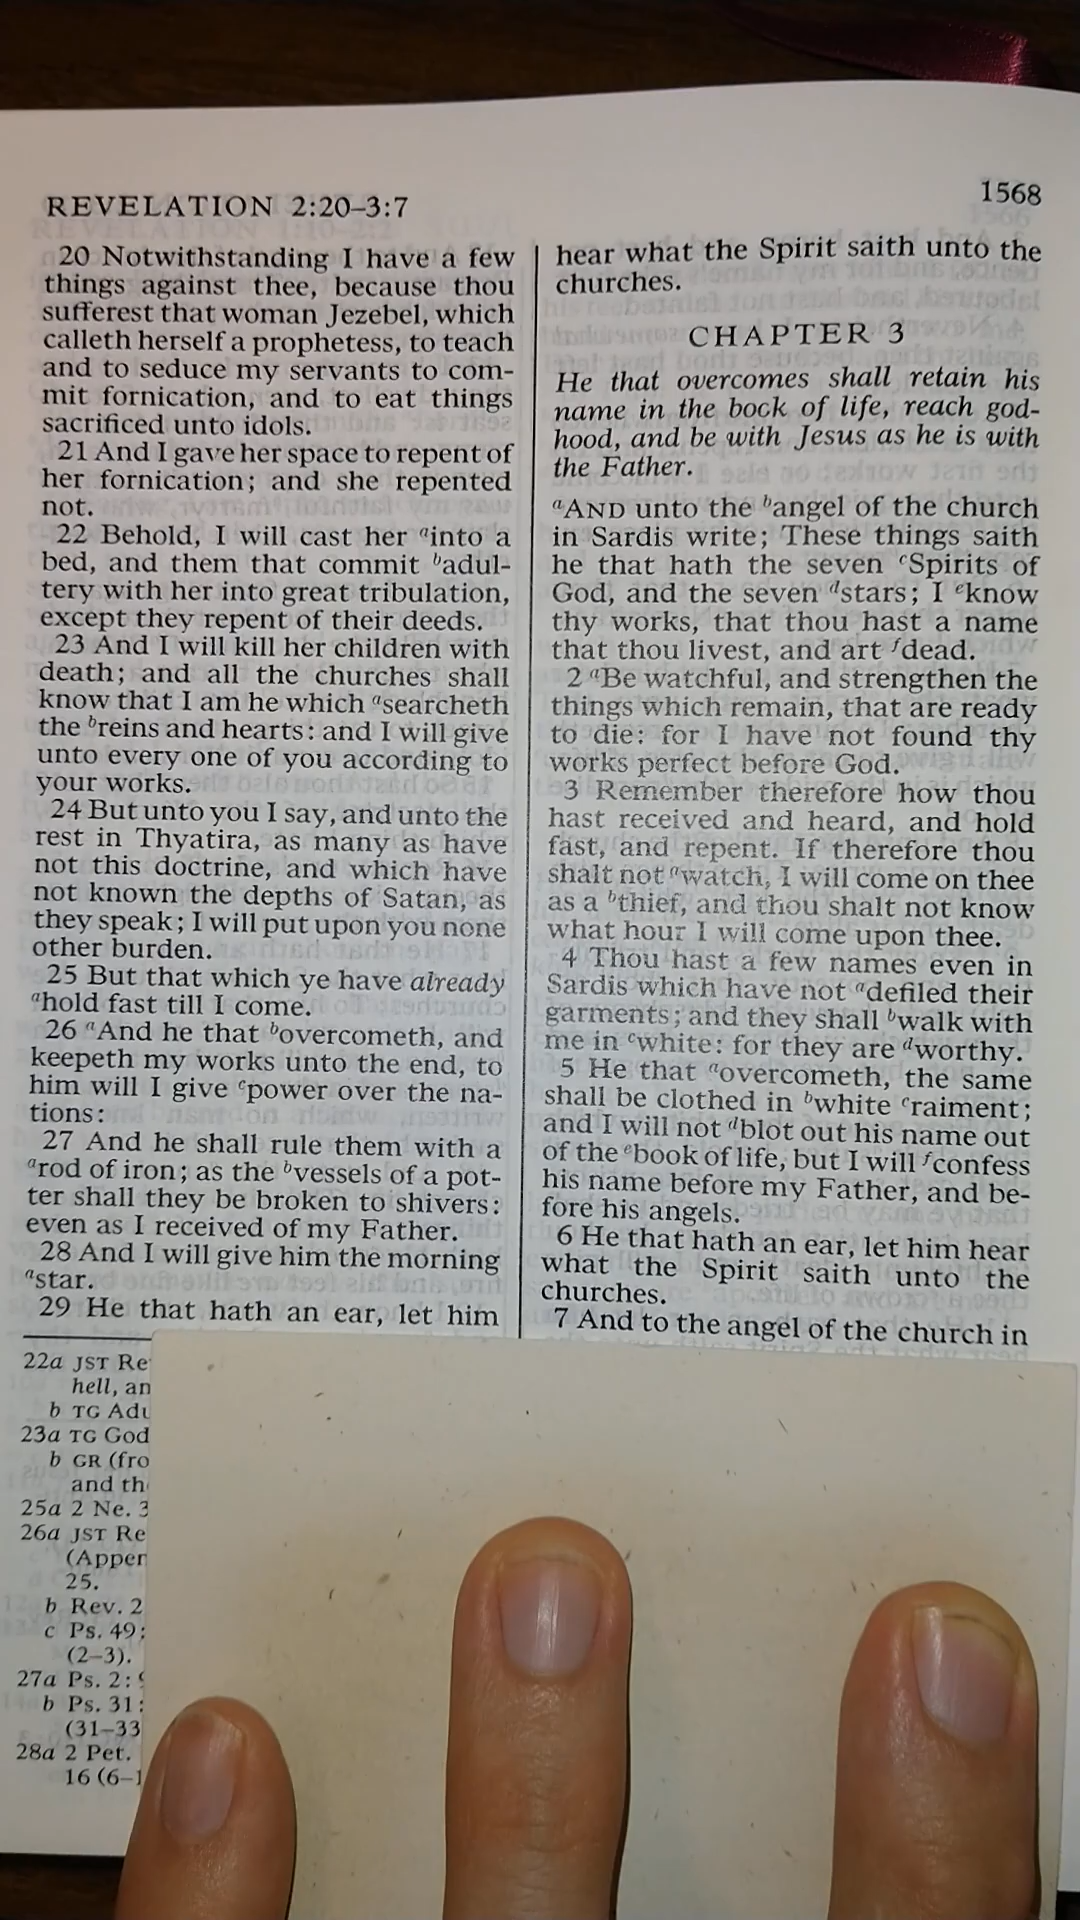 REVELATION 2:20–3:7
1568
20 Notwithstanding I have a few
things against thee, because thou
sufferest that woman Jezebel, which
calleth herself a prophetess, to teach
and to seduce my servants to com-
mit fornication, and to eat things
sacrificed unto idols.
21 And I gave her space to repent of
her fornication; and she repented
not.
22 Behold, I will cast her ainto a
bed, and them that commit badul-
tery with her into great tribulation,
except they repent of their deeds.
23 And I will kill her children with
death; and all the churches shall
know that I am he which asearcheth
the breins and hearts: and I will give
unto every one of you according to
your works.
24 But unto you I say, and unto the
rest in Thyatira, as many as have
not this doctrine, and which have
not known the depths of Satan, as
they speak; I will put upon you none
other burden.
25 But that which ye have already
ahold fast till I come.
26 aAnd he that bovercometh, and
keepeth my works unto the end, to
him will I give cpower over the na-
tions:
27 And he shall rule them with a
arod of iron; as the bvessels of a pot-
ter shall they be broken to shivers:
even as I received of my Father.
28 And I will give him the morning
astar.
29 He that hath an ear, let him
22a JST Re
hell, an
b TG Adu
23a TG God
b GR (fro
and th
25a 2 Ne. 3
26a JST Re
(Apper
25.
b Rev. 2
c Ps. 49:
(2–3).
27a Ps. 2:
b Ps. 31:
(31–33
28a 2 Pet.
16 (6–1
hear what the Spirit saith unto the
churches.
CHAPTER 3
He that overcomes shall retain his
name in the book of life, reach god-
hood, and be with Jesus as he is with
the Father.
aAND unto the bangel of the church
in Sardis write; These things saith
he that hath the seven cSpirits of
God, and the seven dstars; I eknow
thy works, that thou hast a name
that thou livest, and art fdead.
2 aBe watchful, and strengthen the
things which remain, that are ready
to die: for I have not found thy
works perfect before God.
3 Remember therefore how thou
hast received and heard, and hold
fast, and repent. If therefore thou
shalt not awatch, I will come on thee
as a bthief, and thou shalt not know
what hour I will come upon thee.
4 Thou hast a few names even in
Sardis which have not adefiled their
garments; and they shall bwalk with
me in cwhite: for they are dworthy.
5 He that aovercometh, the same
shall be clothed in bwhite craiment;
and I will not dblot out his name out
of the ebook of life, but I will fconfess
his name before my Father, and be-
fore his angels.
6 He that hath an ear, let him hear
what the Spirit saith unto the
churches.
7 And to the angel of the church in